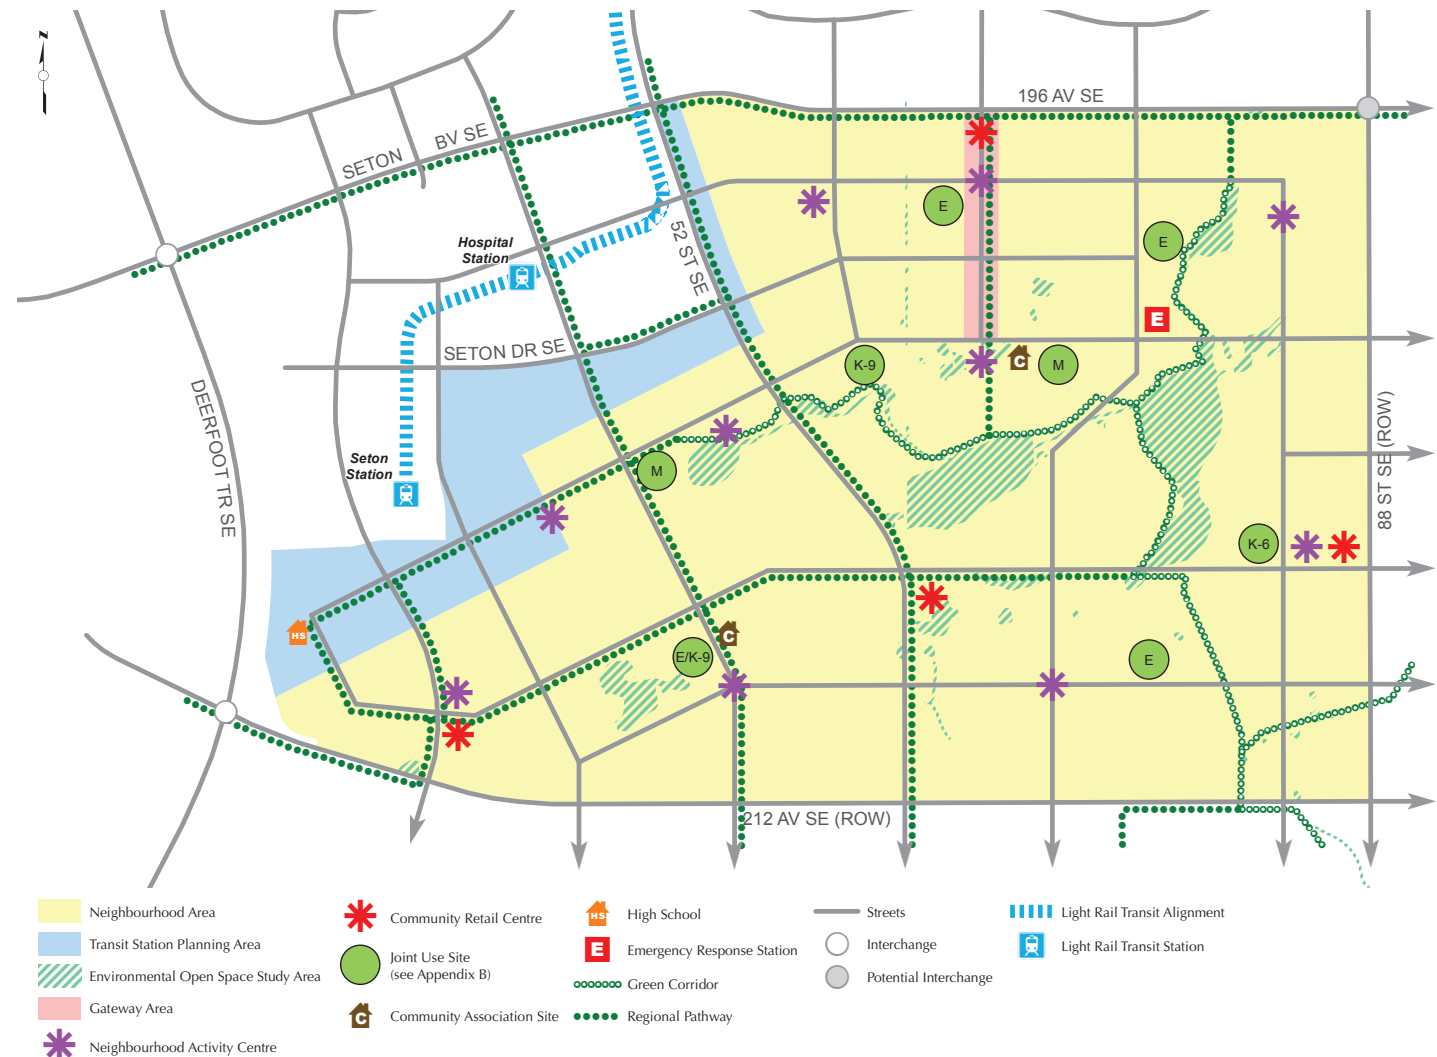 N
196 AV SE
SETON BV SE
52 ST SE
Hospital
Station
SETON DR SE
Seton
Station
DEERFOOT TR SE
88 ST SE (ROW)
212 AV SE (ROW)
E
E
E
K-9
C
M
M
K-6
HS
C
E/K-9
E
Neighbourhood Area
Transit Station Planning Area
Environmental Open Space Study Area
Gateway Area
Neighbourhood Activity Centre
Community Retail Centre
Joint Use Site
(see Appendix B)
C Community Association Site
HS High School
E Emergency Response Station
Green Corridor
Regional Pathway
Streets
Interchange
Potential Interchange
Light Rail Transit Alignment
Light Rail Transit Station